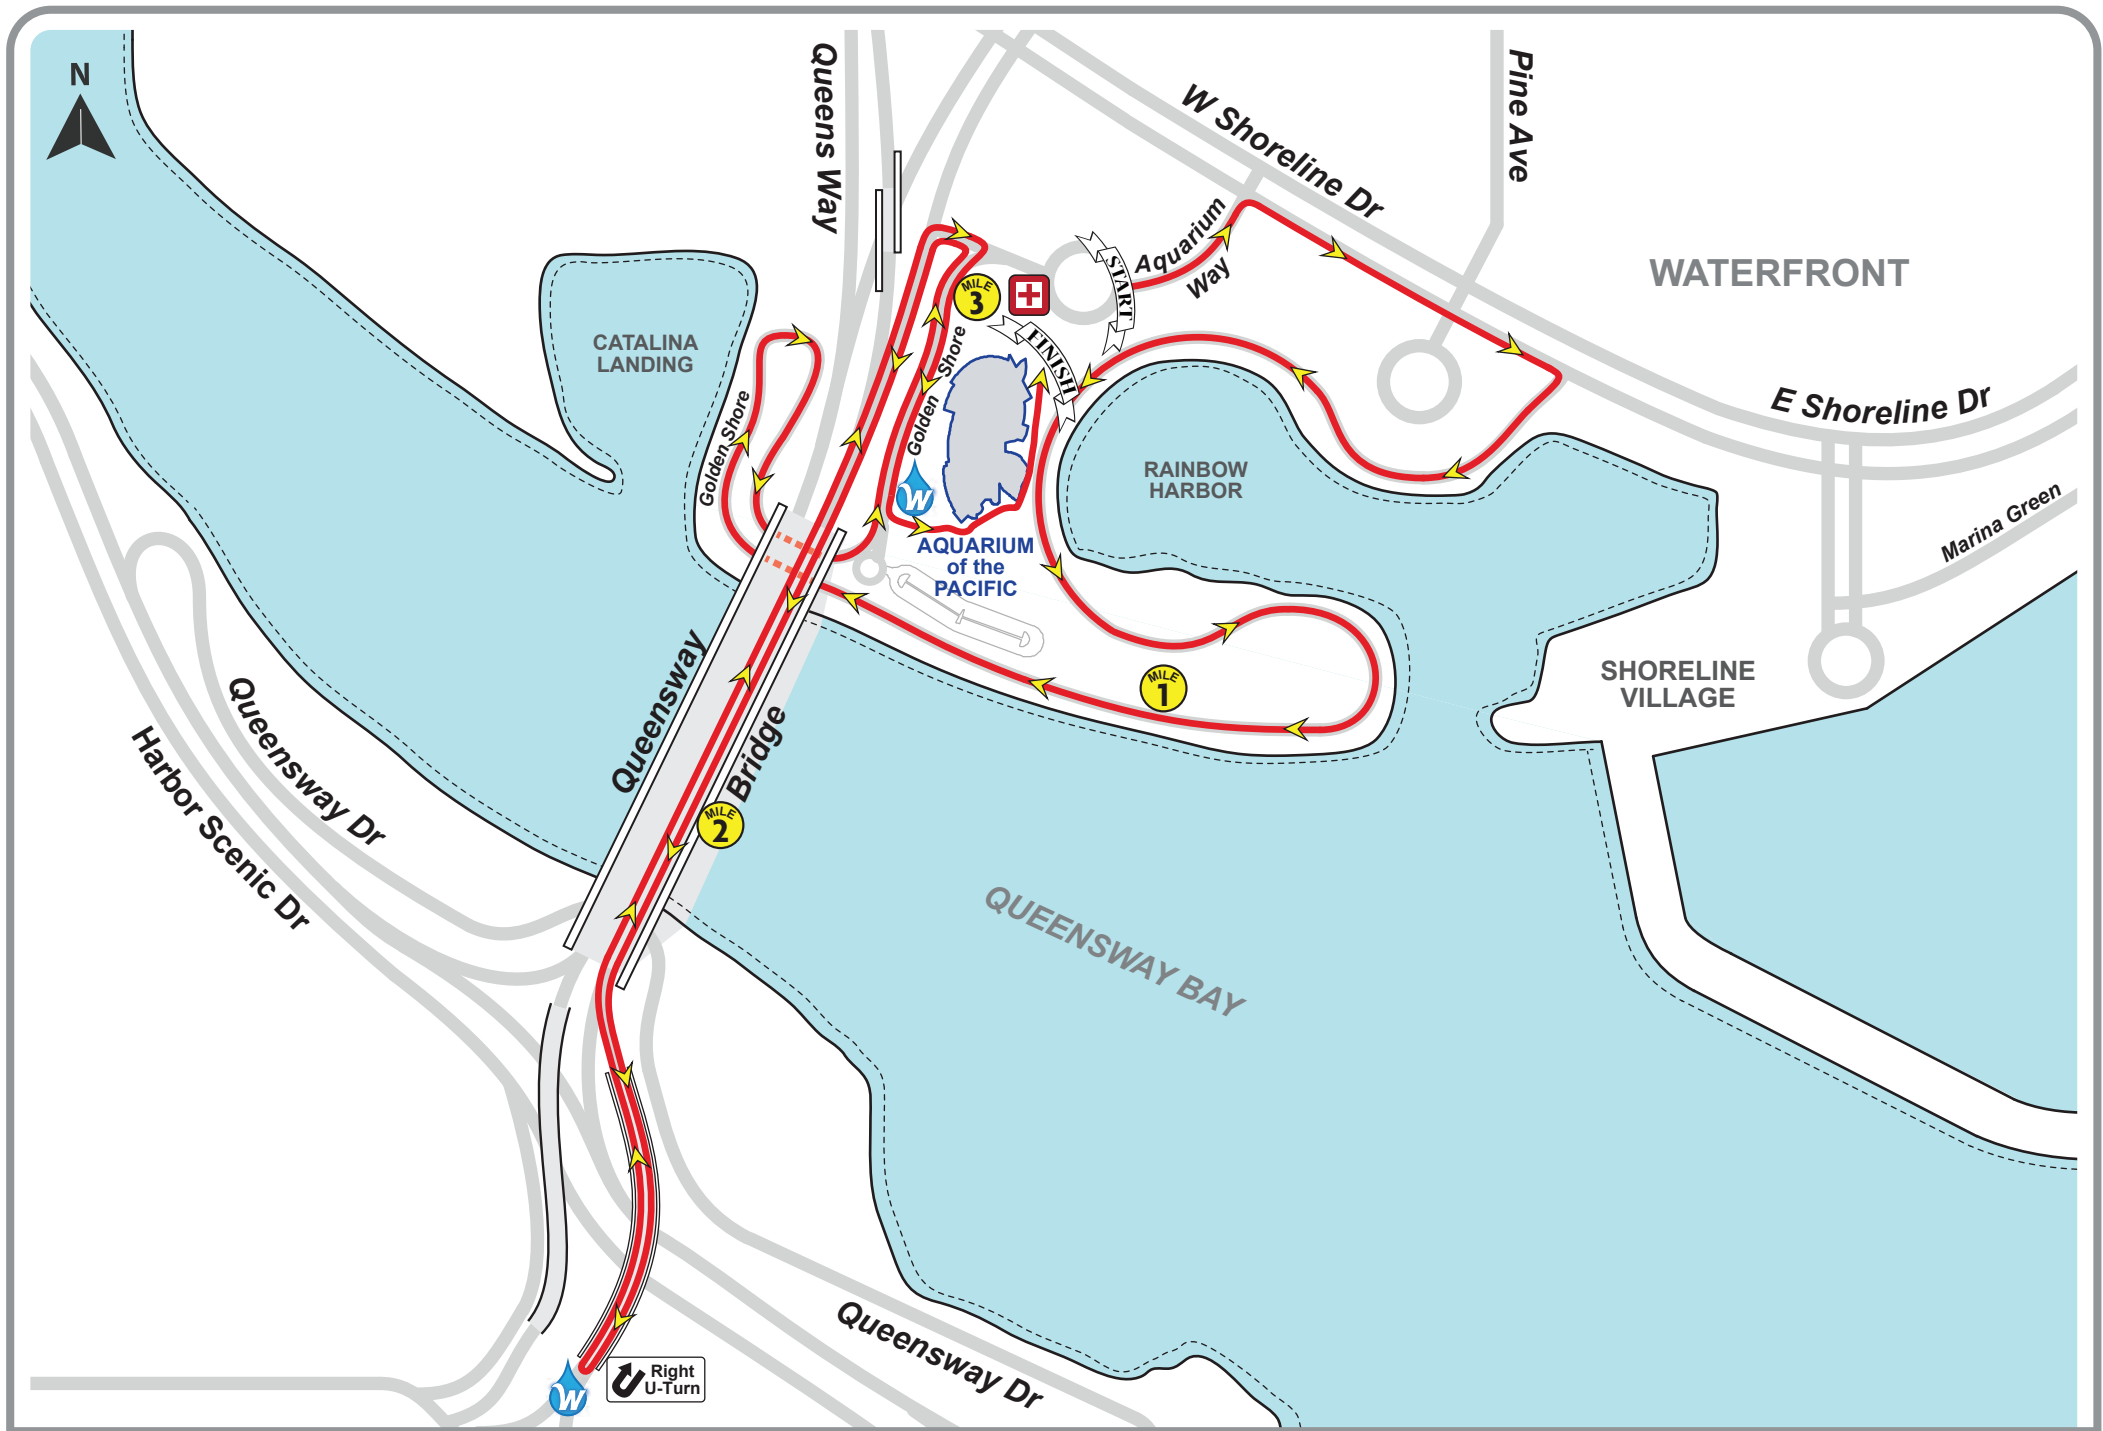 N
Queens Way
W Shoreline Dr
Pine Ave
Aquarium
Way
START
WATERFRONT
MILE
3
FINISH
CATALINA
LANDING
Golden Shore
Golden Shore
E Shoreline Dr
RAINBOW
HARBOR
W
Marina Green
AQUARIUM
of the
PACIFIC
SHORELINE
VILLAGE
MILE
1
Queensway
Bridge
MILE
2
Queensway Dr
Harbor Scenic Dr
QUEENSWAY BAY
Queensway Dr
W
Right
U-Turn